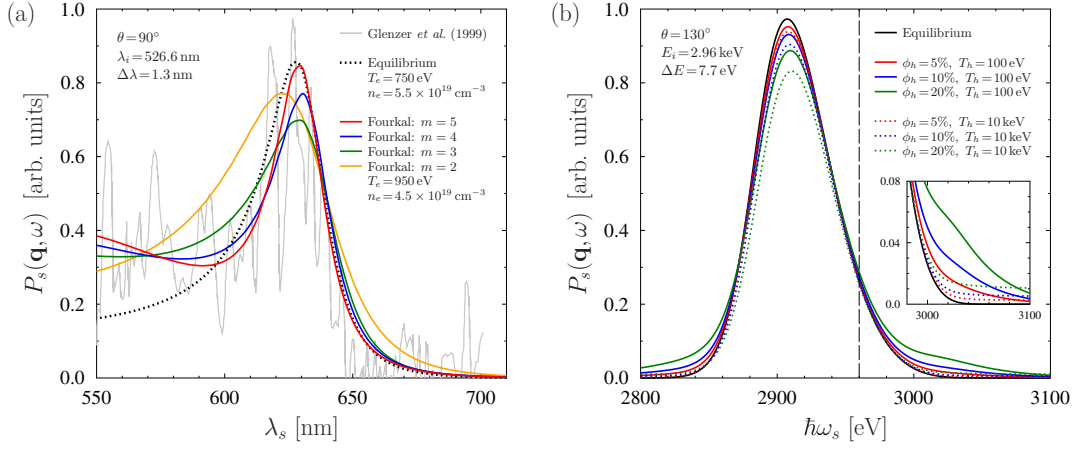 (a)
θ=90°
λᵢ=526.6 nm
Δλ=1.3 nm
Glenzer et al. (1999)
Equilibrium
Tₑ=750 eV
nₑ=5.5 × 10¹⁹ cm⁻³
Fourkal: m=5
Fourkal: m=4
Fourkal: m=3
Fourkal: m=2
Tₑ=950 eV
nₑ=4.5 × 10¹⁹ cm⁻³
Pₛ(q, ω) [arb. units]
1.0
0.8
0.6
0.4
0.2
0.0
550
600
650
700
λₛ [nm]
(b)
θ=130°
Eᵢ=2.96 keV
ΔE=7.7 eV
Equilibrium
ϕₕ=5%, Tₕ=100 eV
ϕₕ=10%, Tₕ=100 eV
ϕₕ=20%, Tₕ=100 eV
ϕₕ=5%, Tₕ=10 keV
ϕₕ=10%, Tₕ=10 keV
ϕₕ=20%, Tₕ=10 keV
0.08
0.04
0.00
3000
3100
Pₛ(q, ω) [arb. units]
1.0
0.8
0.6
0.4
0.2
0.0
2800
2900
3000
3100
ℏωₛ [eV]